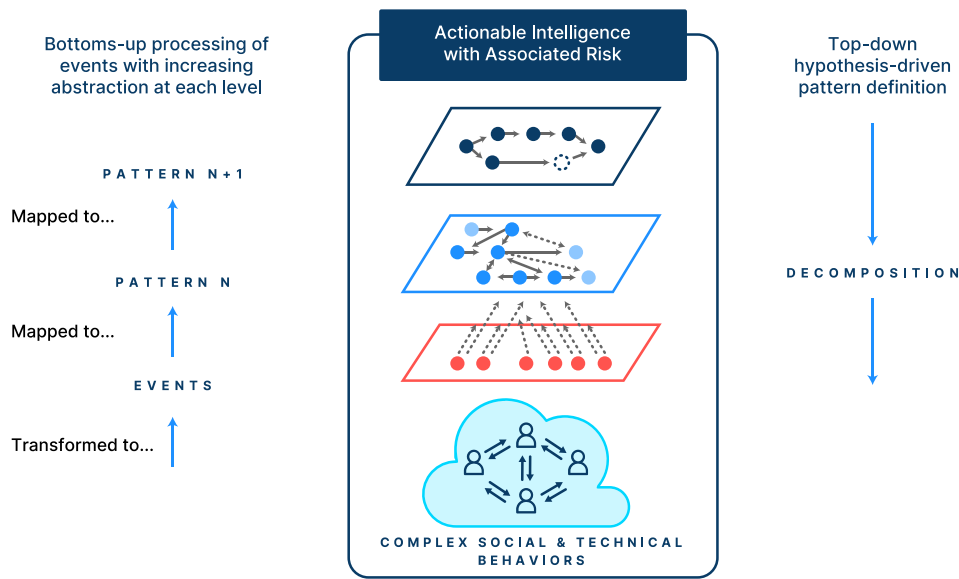 Bottoms-up processing of
events with increasing
abstraction at each level
PATTERN N+1
Mapped to...
PATTERN N
Mapped to...
EVENTS
Transformed to...
Actionable Intelligence
with Associated Risk
COMPLEX SOCIAL & TECHNICAL
BEHAVIORS
Top-down
hypothesis-driven
pattern definition
DECOMPOSITION